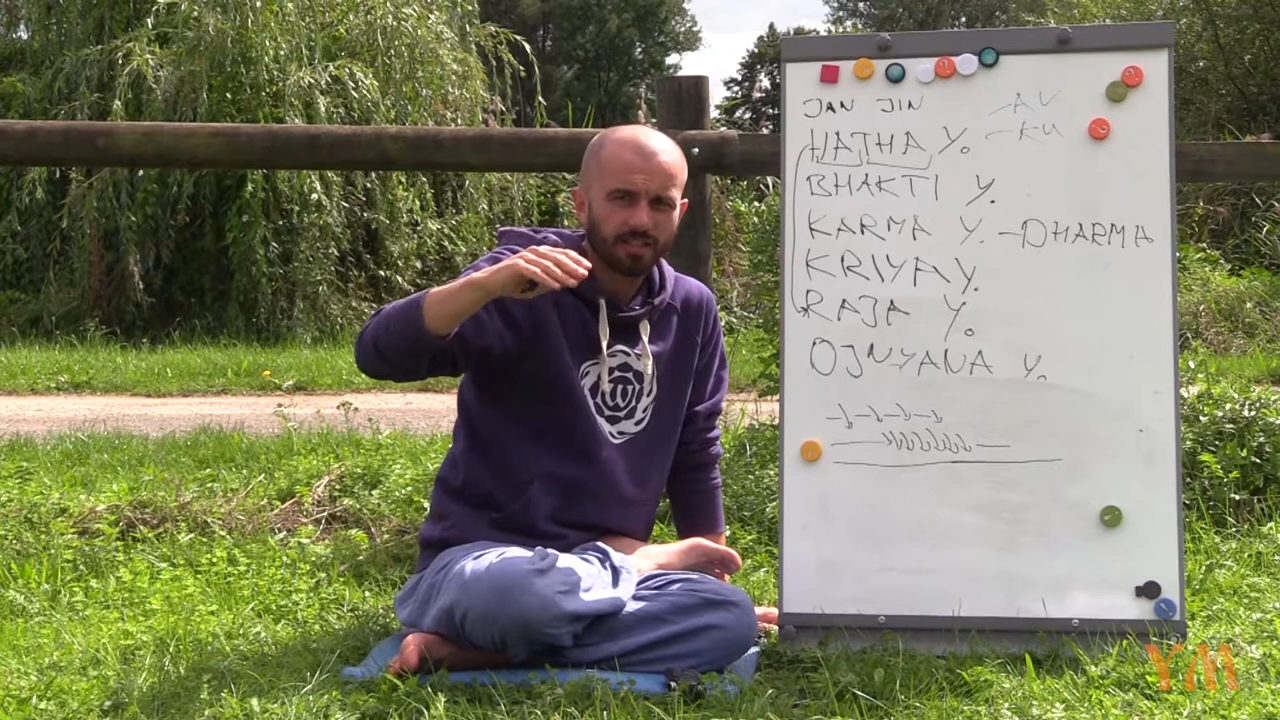 JAN JIN
-AV
HATHA Y.
-KU
BHAKTI Y.
KARMA Y -DHARMA
KRIYA Y.
RAJA Y.
OJNYANA Y.
YM